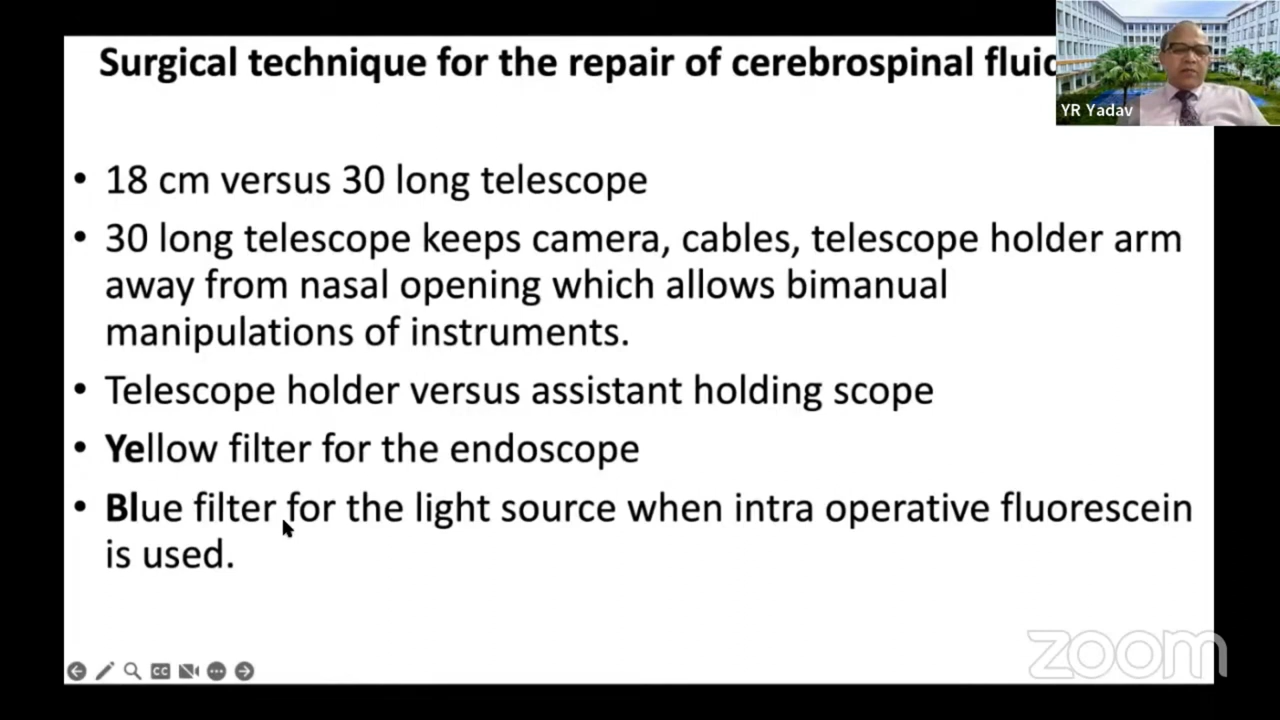 Surgical technique for the repair of cerebrospinal fluid
YR Yadav
• 18 cm versus 30 long telescope
• 30 long telescope keeps camera, cables, telescope holder arm
away from nasal opening which allows bimanual
manipulations of instruments.
• Telescope holder versus assistant holding scope
• Yellow filter for the endoscope
• Blue filter for the light source when intra operative fluorescein
is used.
CC
zoom